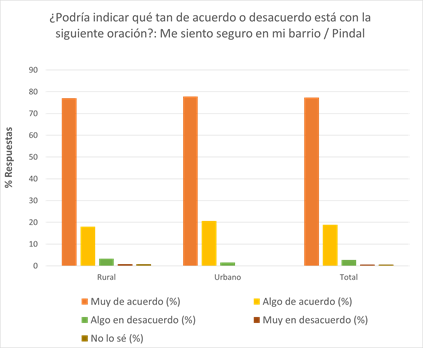 ¿Podría indicar qué tan de acuerdo o desacuerdo está con la
siguiente oración?: Me siento seguro en mi barrio / Pindal
% Respuestas
90
80
70
60
50
40
30
20
10
0
Rural Urbano Total
Muy de acuerdo (%) Algo de acuerdo (%)
Algo en desacuerdo (%) Muy en desacuerdo (%)
No lo sé (%)